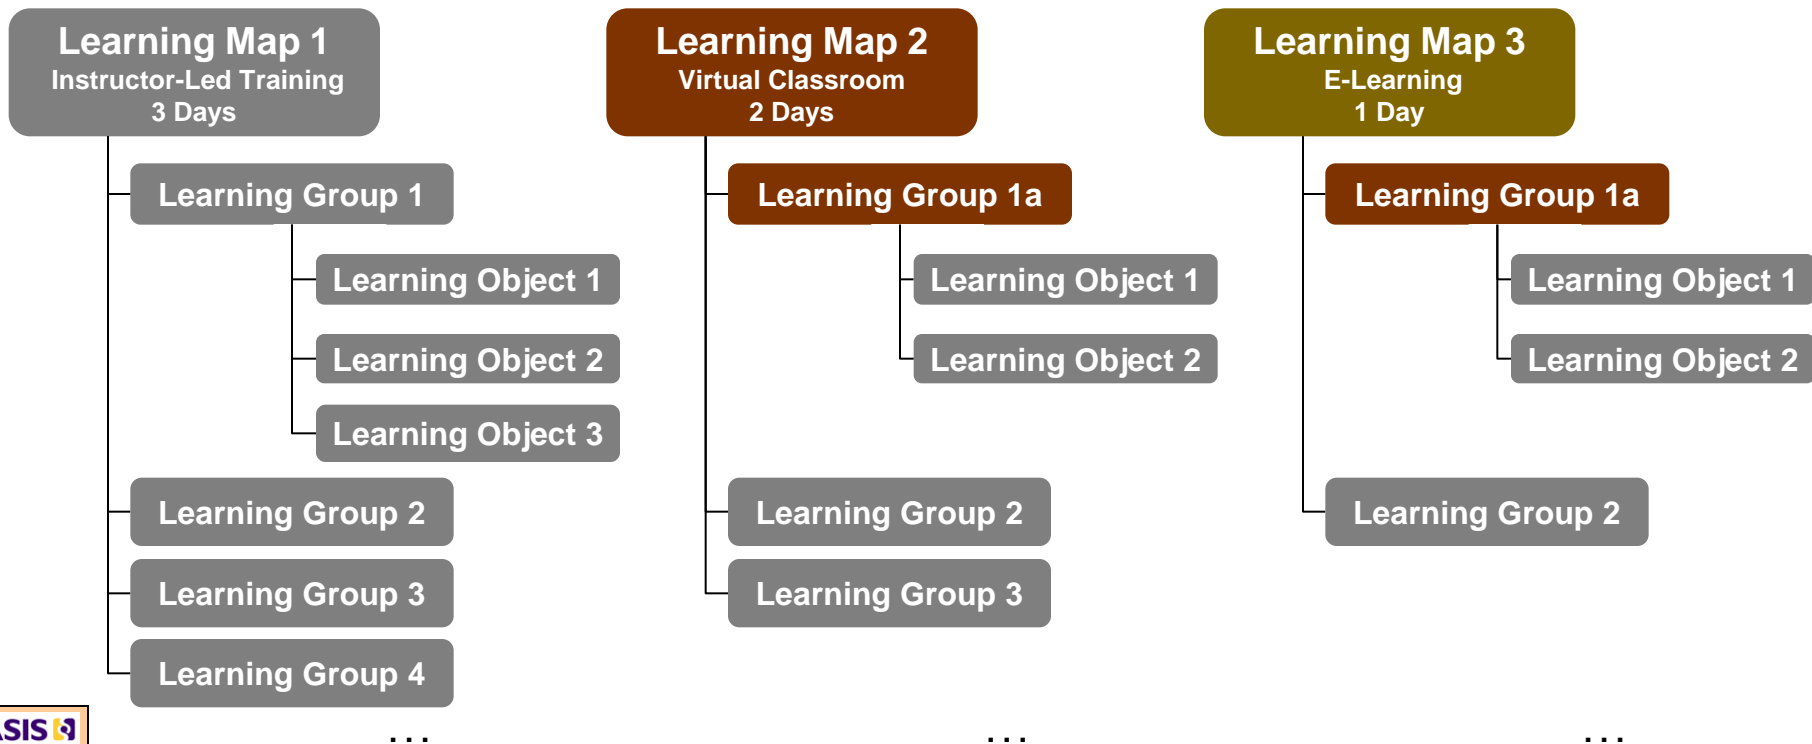 Learning Map 1
Instructor-Led Training
3 Days
Learning Group 1
Learning Object 1
Learning Object 2
Learning Object 3
Learning Group 2
Learning Group 3
Learning Group 4
...
Learning Map 2
Virtual Classroom
2 Days
Learning Group 1a
Learning Object 1
Learning Object 2
Learning Group 2
Learning Group 3
...
Learning Map 3
E-Learning
1 Day
Learning Group 1a
Learning Object 1
Learning Object 2
Learning Group 2
...
ASIS